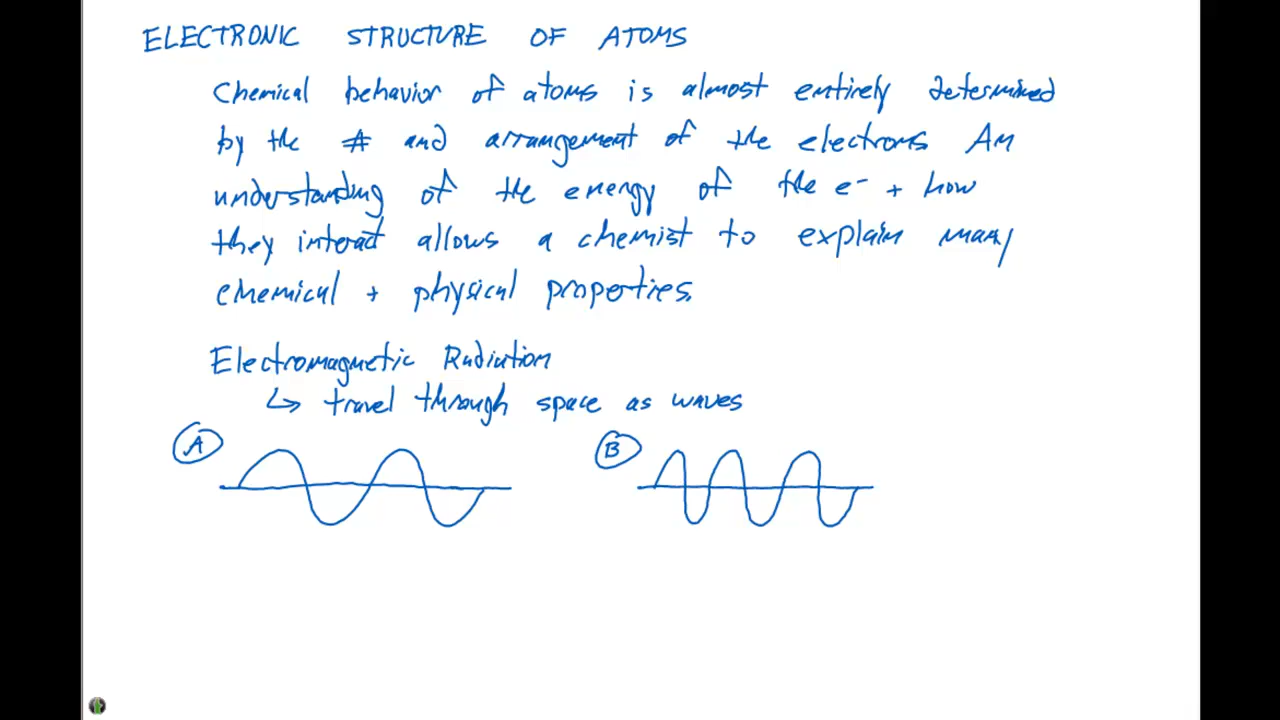 ELECTRONIC STRUCTURE OF ATOMS
Chemical behavior of atoms is almost entirely determined
by the # and arrangement of the electrons An
understanding of the energy of the e- + how
they interact allows a chemist to explain many
chemical + physical properties.
Electromagnetic Radiation
↳ travel through space as waves
A B